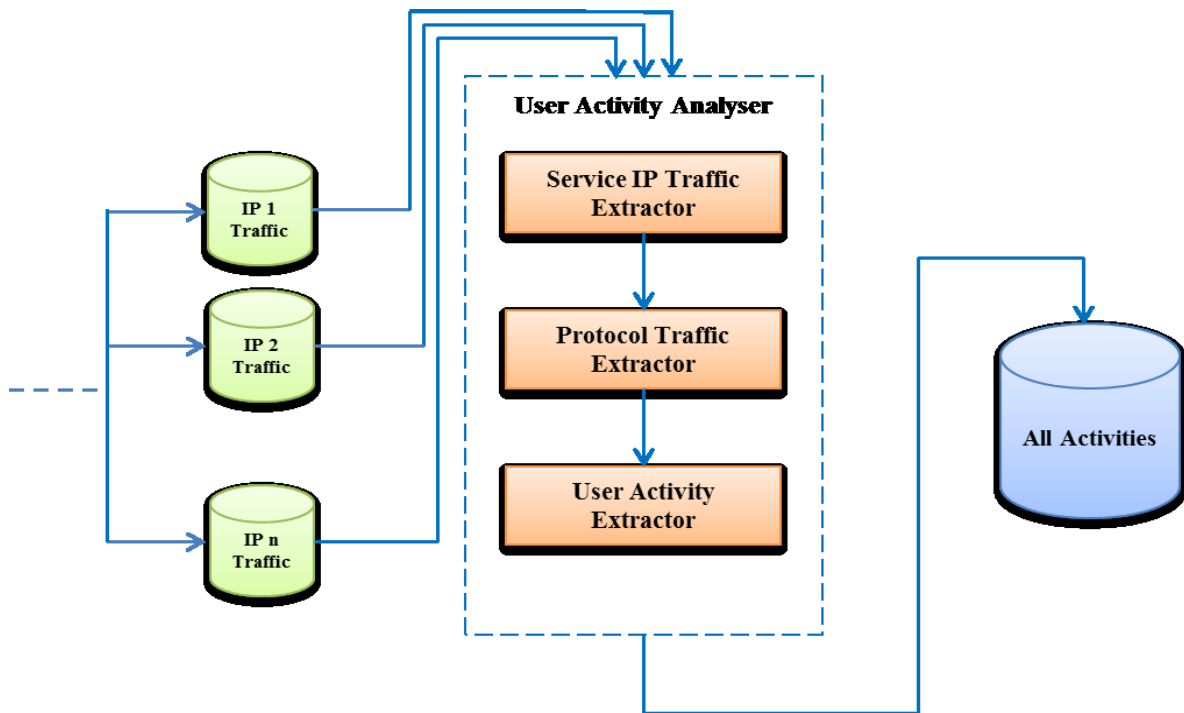 User Activity Analyser
Service IP Traffic
Extractor
IP 1
Traffic
Protocol Traffic
Extractor
IP 2
Traffic
All Activities
User Activity
Extractor
IP n
Traffic